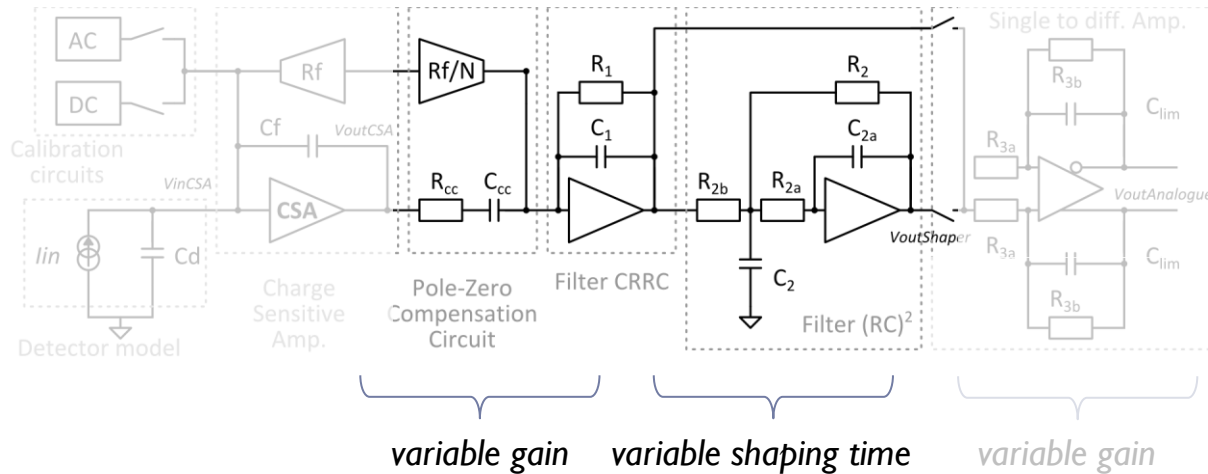 AC
DC
Calibration
circuits
Rf
Cf
VoutCSA
VinCSA
CSA
Iin
Cd
Detector model
Charge
Sensitive
Amp.
Rf/N
Rcc
Ccc
Pole-Zero
Compensation
Circuit
R1
C1
Filter CRRC
R2
C2a
R2b
R2a
C2
VoutShaper
Filter (RC)²
Single to diff. Amp.
R3b
Clim
R3a
VoutAnalogue
R3a
Clim
R3b
variable gain
variable shaping time
variable gain